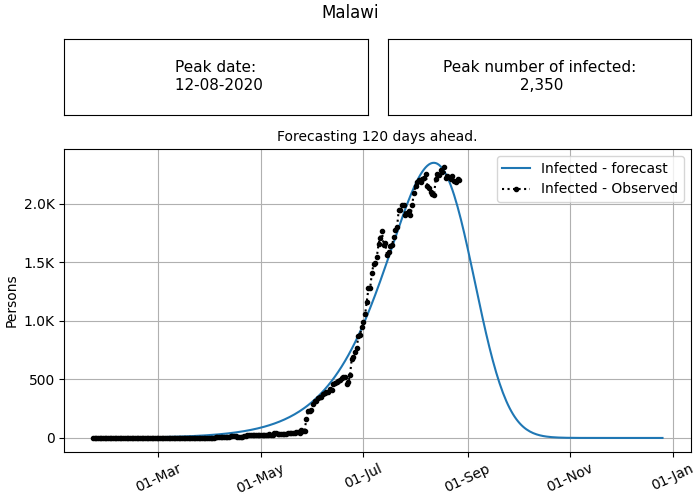 Malawi
Peak date:
12-08-2020
Peak number of infected:
2,350
Forecasting 120 days ahead.
Infected - forecast
Infected - Observed
Persons
2.0K
1.5K
1.0K
500
0
01-Mar
01-May
01-Jul
01-Sep
01-Nov
01-Jan